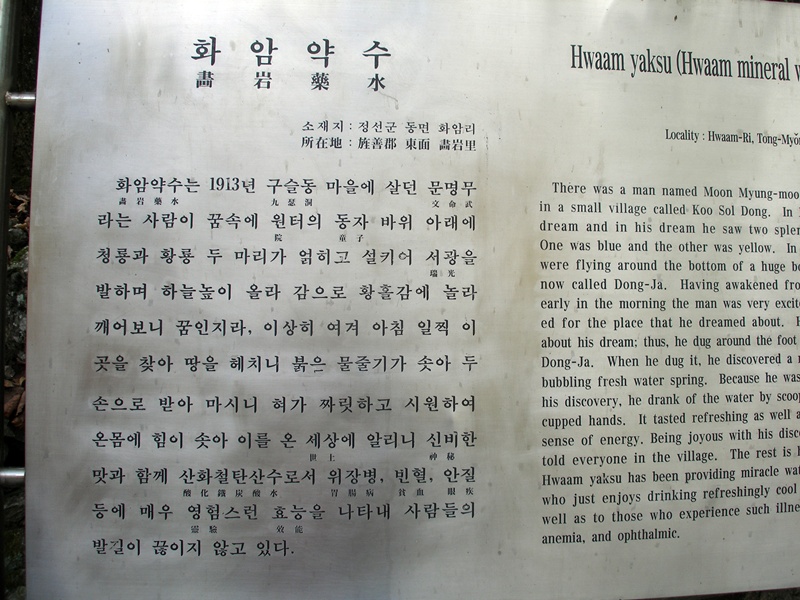 화암약수
畵岩藥水
소재지 : 정선군 동면 화암리
所在地 : 旌善郡 東面 畵岩里
화암약수는 1913년 구슬동 마을에 살던 문명무
畵岩藥水 九瑟洞 文命武
라는 사람이 꿈속에 원터의 동자 바위 아래에
院 童子
청룡과 황룡 두 마리가 얽히고 설키어 서광을
瑞光
발하며 하늘높이 올라 감으로 황홀감에 놀라
깨어보니 꿈인지라, 이상히 여겨 아침 일찍 이
곳을 찾아 땅을 헤치니 붉은 물줄기가 솟아 두
손으로 받아 마시니 혀가 짜릿하고 시원하여
온몸에 힘이 솟아 이를 온 세상에 알리니 신비한
世上 神秘
맛과 함께 산화철탄산수로서 위장병, 빈혈, 안질
酸化鐵炭酸水 胃腸病 貧血 眼疾
등에 매우 영험스런 효능을 나타내 사람들의
靈驗 效能
발길이 끊이지 않고 있다.
Hwaam yaksu (Hwaam mineral w
Locality : Hwaam-Ri, Tong-Myŏn
There was a man named Moon Myung-moo
in a small village called Koo Sol Dong. In
dream and in his dream he saw two splen
One was blue and the other was yellow. In
were flying around the bottom of a huge bo
now called Dong-Ja. Having awakened fro
early in the morning the man was very excite
ed for the place that he dreamed about. H
about his dream; thus, he dug around the foot
Dong-Ja. When he dug it, he discovered a
bubbling fresh water spring. Because he was
his discovery, he drank of the water by scoop
cupped hands. It tasted refreshing as well a
sense of energy. Being joyous with his disco
told everyone in the village. The rest is
Hwaam yaksu has been providing miracle wat
who just enjoys drinking refreshingly cool
well as to those who experience such illne
anemia, and ophthalmic.